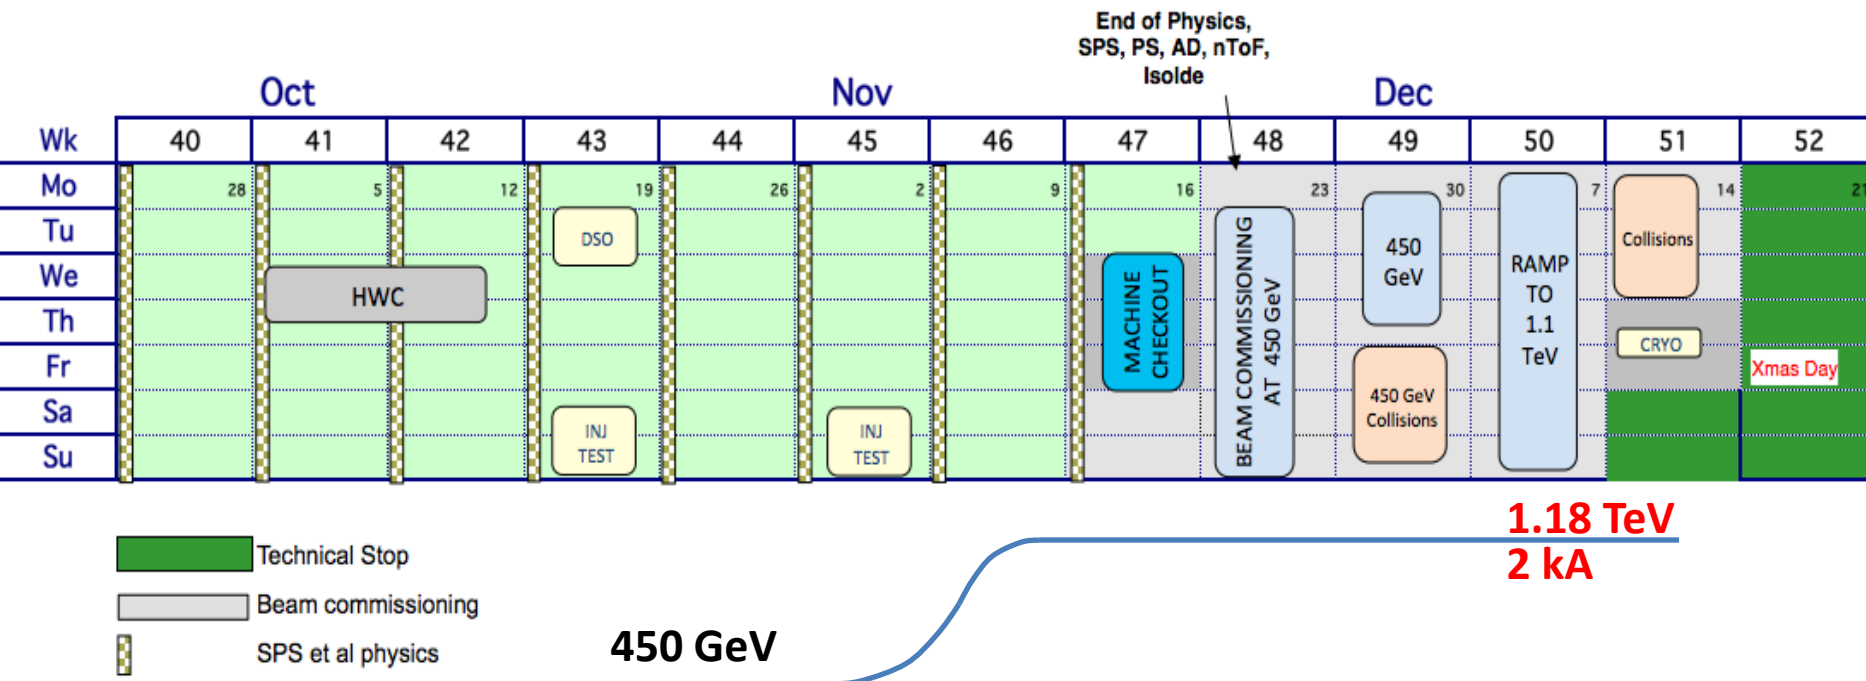 End of Physics,
SPS, PS, AD, nToF,
Isolde
Oct Nov Dec
Wk 40 41 42 43 44 45 46 47 48 49 50 51 52
Mo 28 5 12 19 26 2 9 16 23 30 7 14 21
Tu
We
Th
Fr
Sa
Su
HWC
DSO
INJ
TEST
INJ
TEST
MACHINE
CHECKOUT
BEAM COMMISSIONING
AT 450 GeV
450
GeV
450 GeV
Collisions
RAMP
TO
1.1
TeV
Collisions
CRYO
Xmas Day
Technical Stop
Beam commissioning
SPS et al physics
450 GeV
1.18 TeV
2 kA